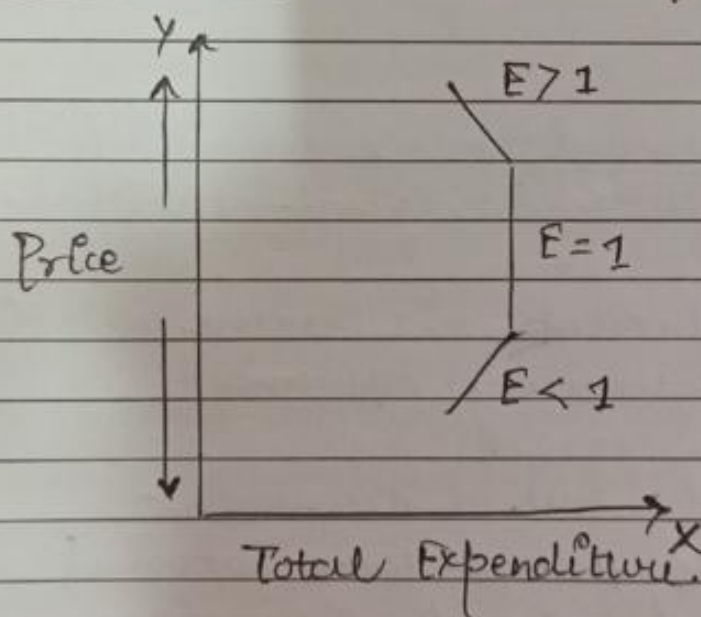 Y
E > 1
Price
E = 1
E < 1
X
Total Expenditure